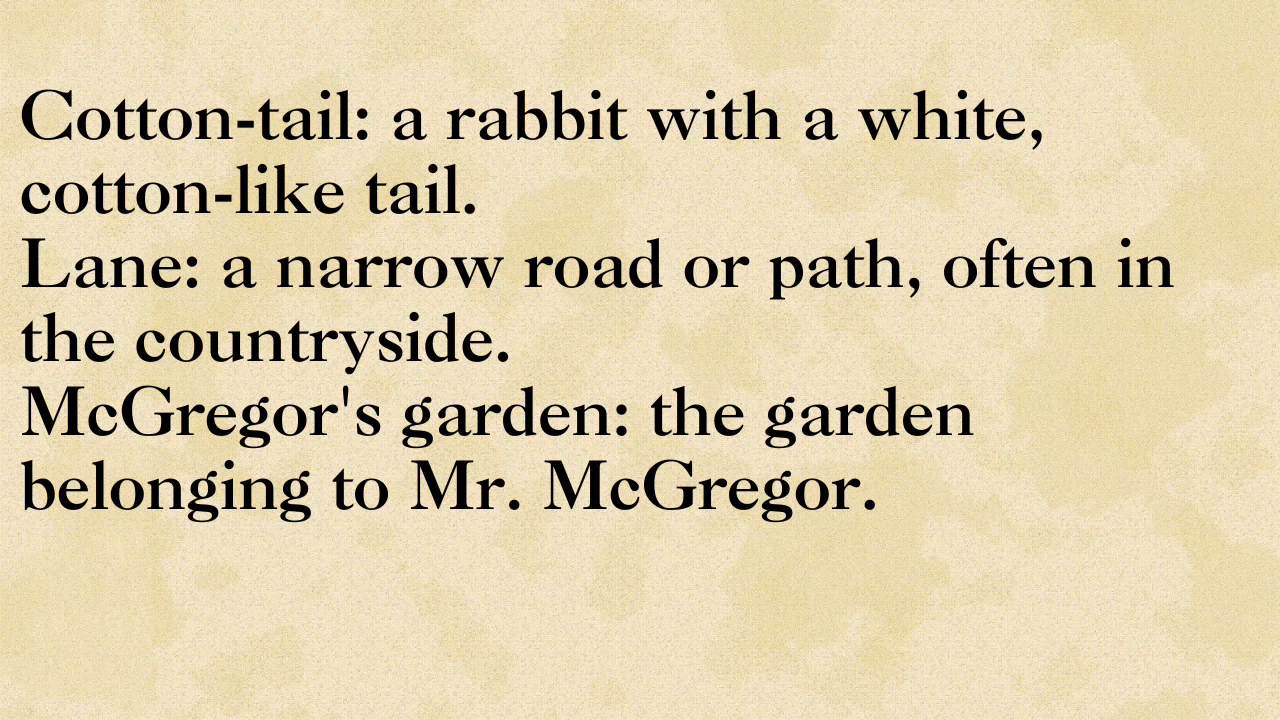 Cotton-tail: a rabbit with a white,
cotton-like tail.
Lane: a narrow road or path, often in
the countryside.
McGregor's garden: the garden
belonging to Mr. McGregor.